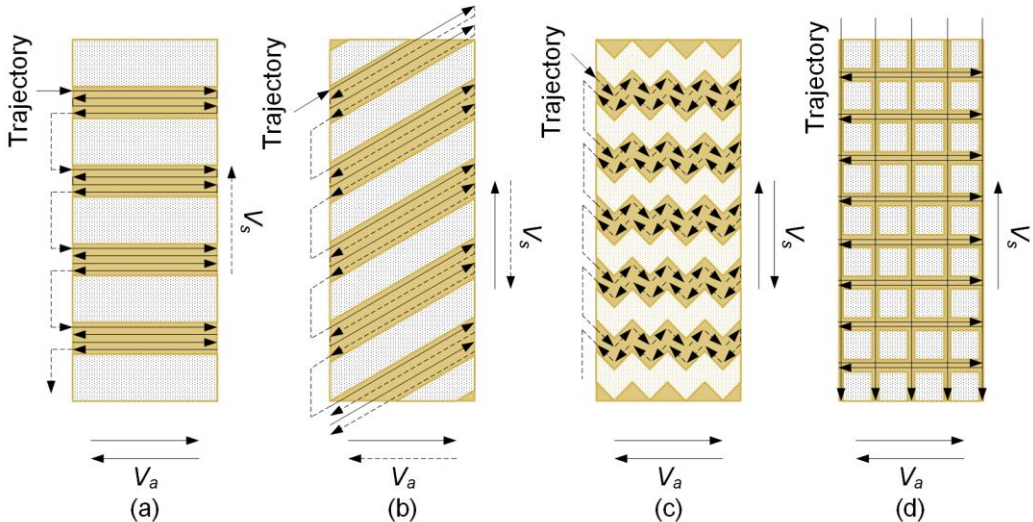 Trajectory
Vs
Va
(a)
Trajectory
Vs
Va
(b)
Trajectory
Vs
Va
(c)
Trajectory
Vs
Va
(d)